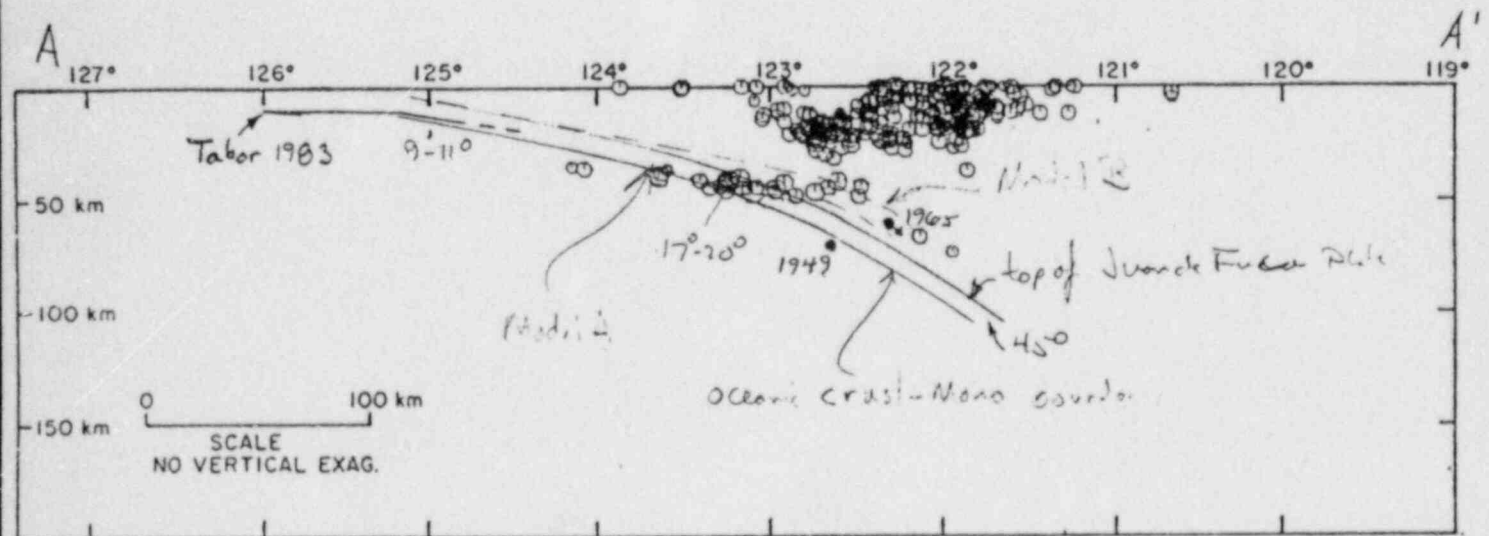 A A'
127° 126° 125° 124° 123° 122° 121° 120° 119°
Tabor 1983
9-11°
50 km
Model B
1965
17°-20°
1949
top of Juan de Fuca Plate
100 km
Model A
45°
Oceanic crust-Moho
0 100 km
150 km
SCALE
NO VERTICAL EXAG.